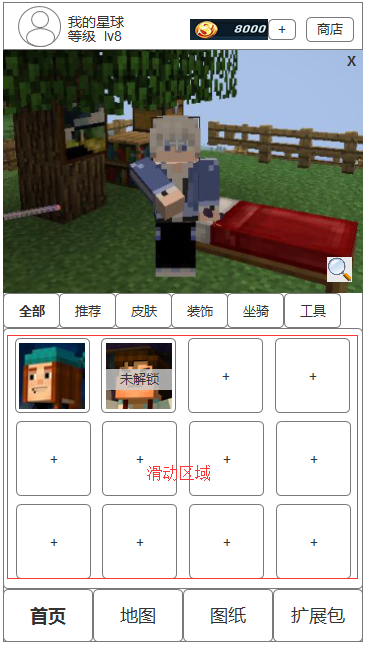 我的星球
等级 lv8
8000
+
商店
X
全部
推荐
皮肤
装饰
坐骑
工具
未解锁
+
+
+
+
+
+
滑动区域
+
+
+
+
首页
地图
图纸
扩展包